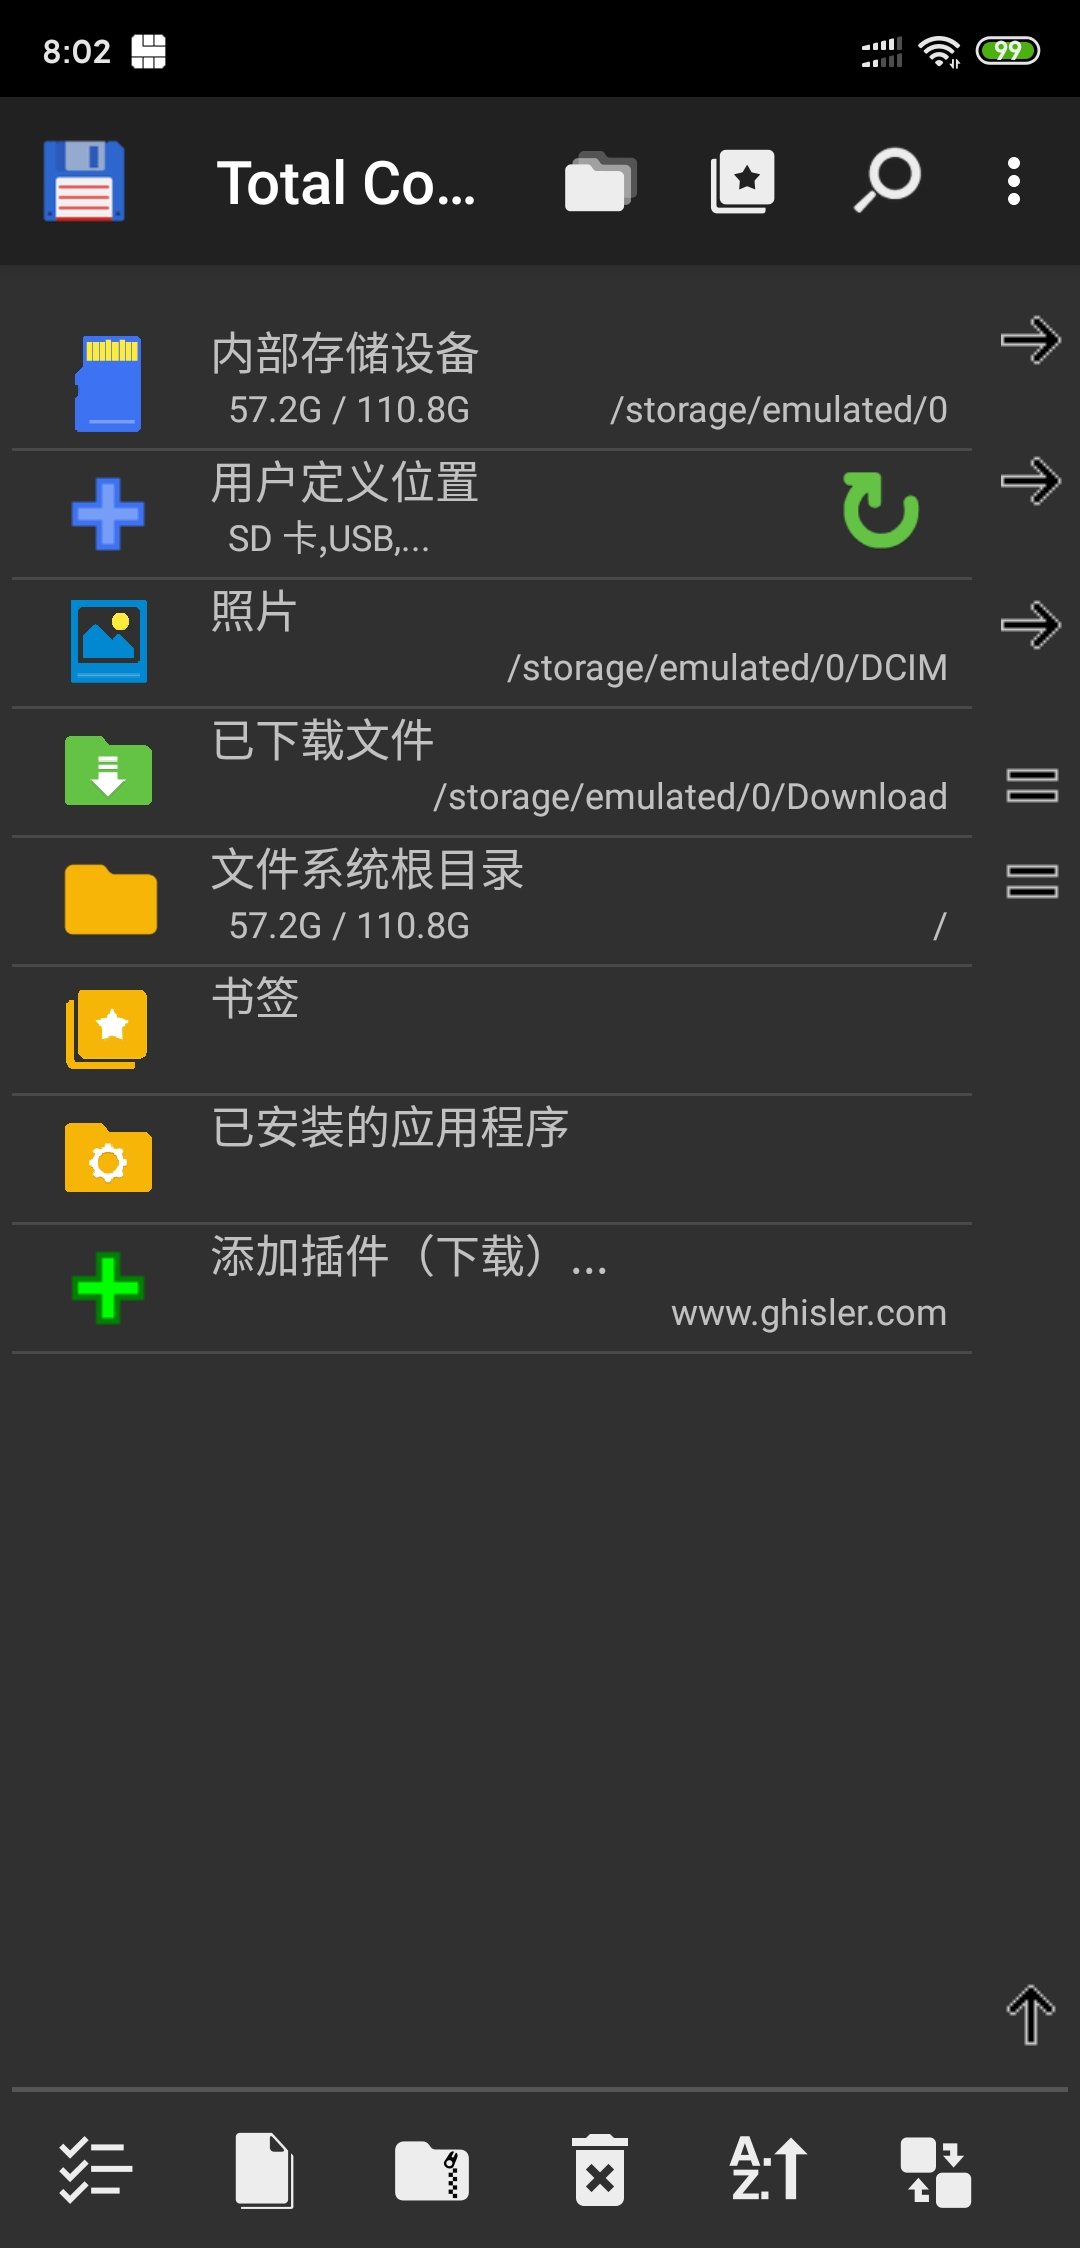 8:02
99
Total Co...
内部存储设备
57.2G / 110.8G /storage/emulated/0
用户定义位置
SD 卡,USB,...
照片
/storage/emulated/0/DCIM
已下载文件
/storage/emulated/0/Download
文件系统根目录
57.2G / 110.8G /
书签
已安装的应用程序
添加插件（下载）...
www.ghisler.com
A.
Z.